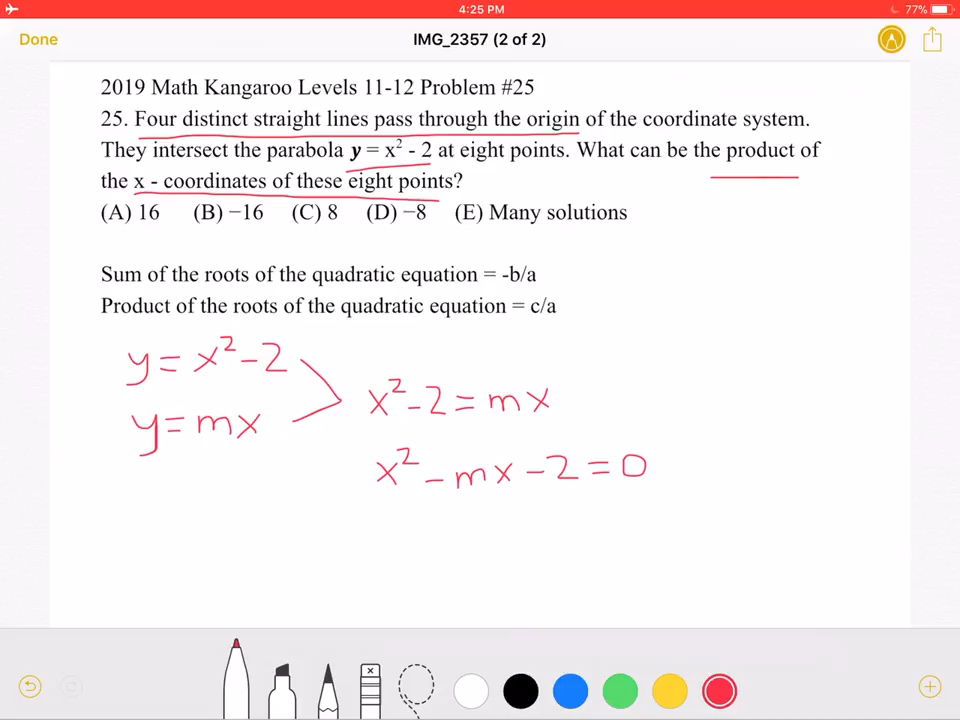 4:25 PM
77%
Done
IMG_2357 (2 of 2)
2019 Math Kangaroo Levels 11-12 Problem #25
25. Four distinct straight lines pass through the origin of the coordinate system.
They intersect the parabola y = x² - 2 at eight points. What can be the product of
the x - coordinates of these eight points?
(A) 16 (B) −16 (C) 8 (D) −8 (E) Many solutions
Sum of the roots of the quadratic equation = -b/a
Product of the roots of the quadratic equation = c/a
y = x² - 2
y = mx
x² - 2 = mx
x² - mx - 2 = 0